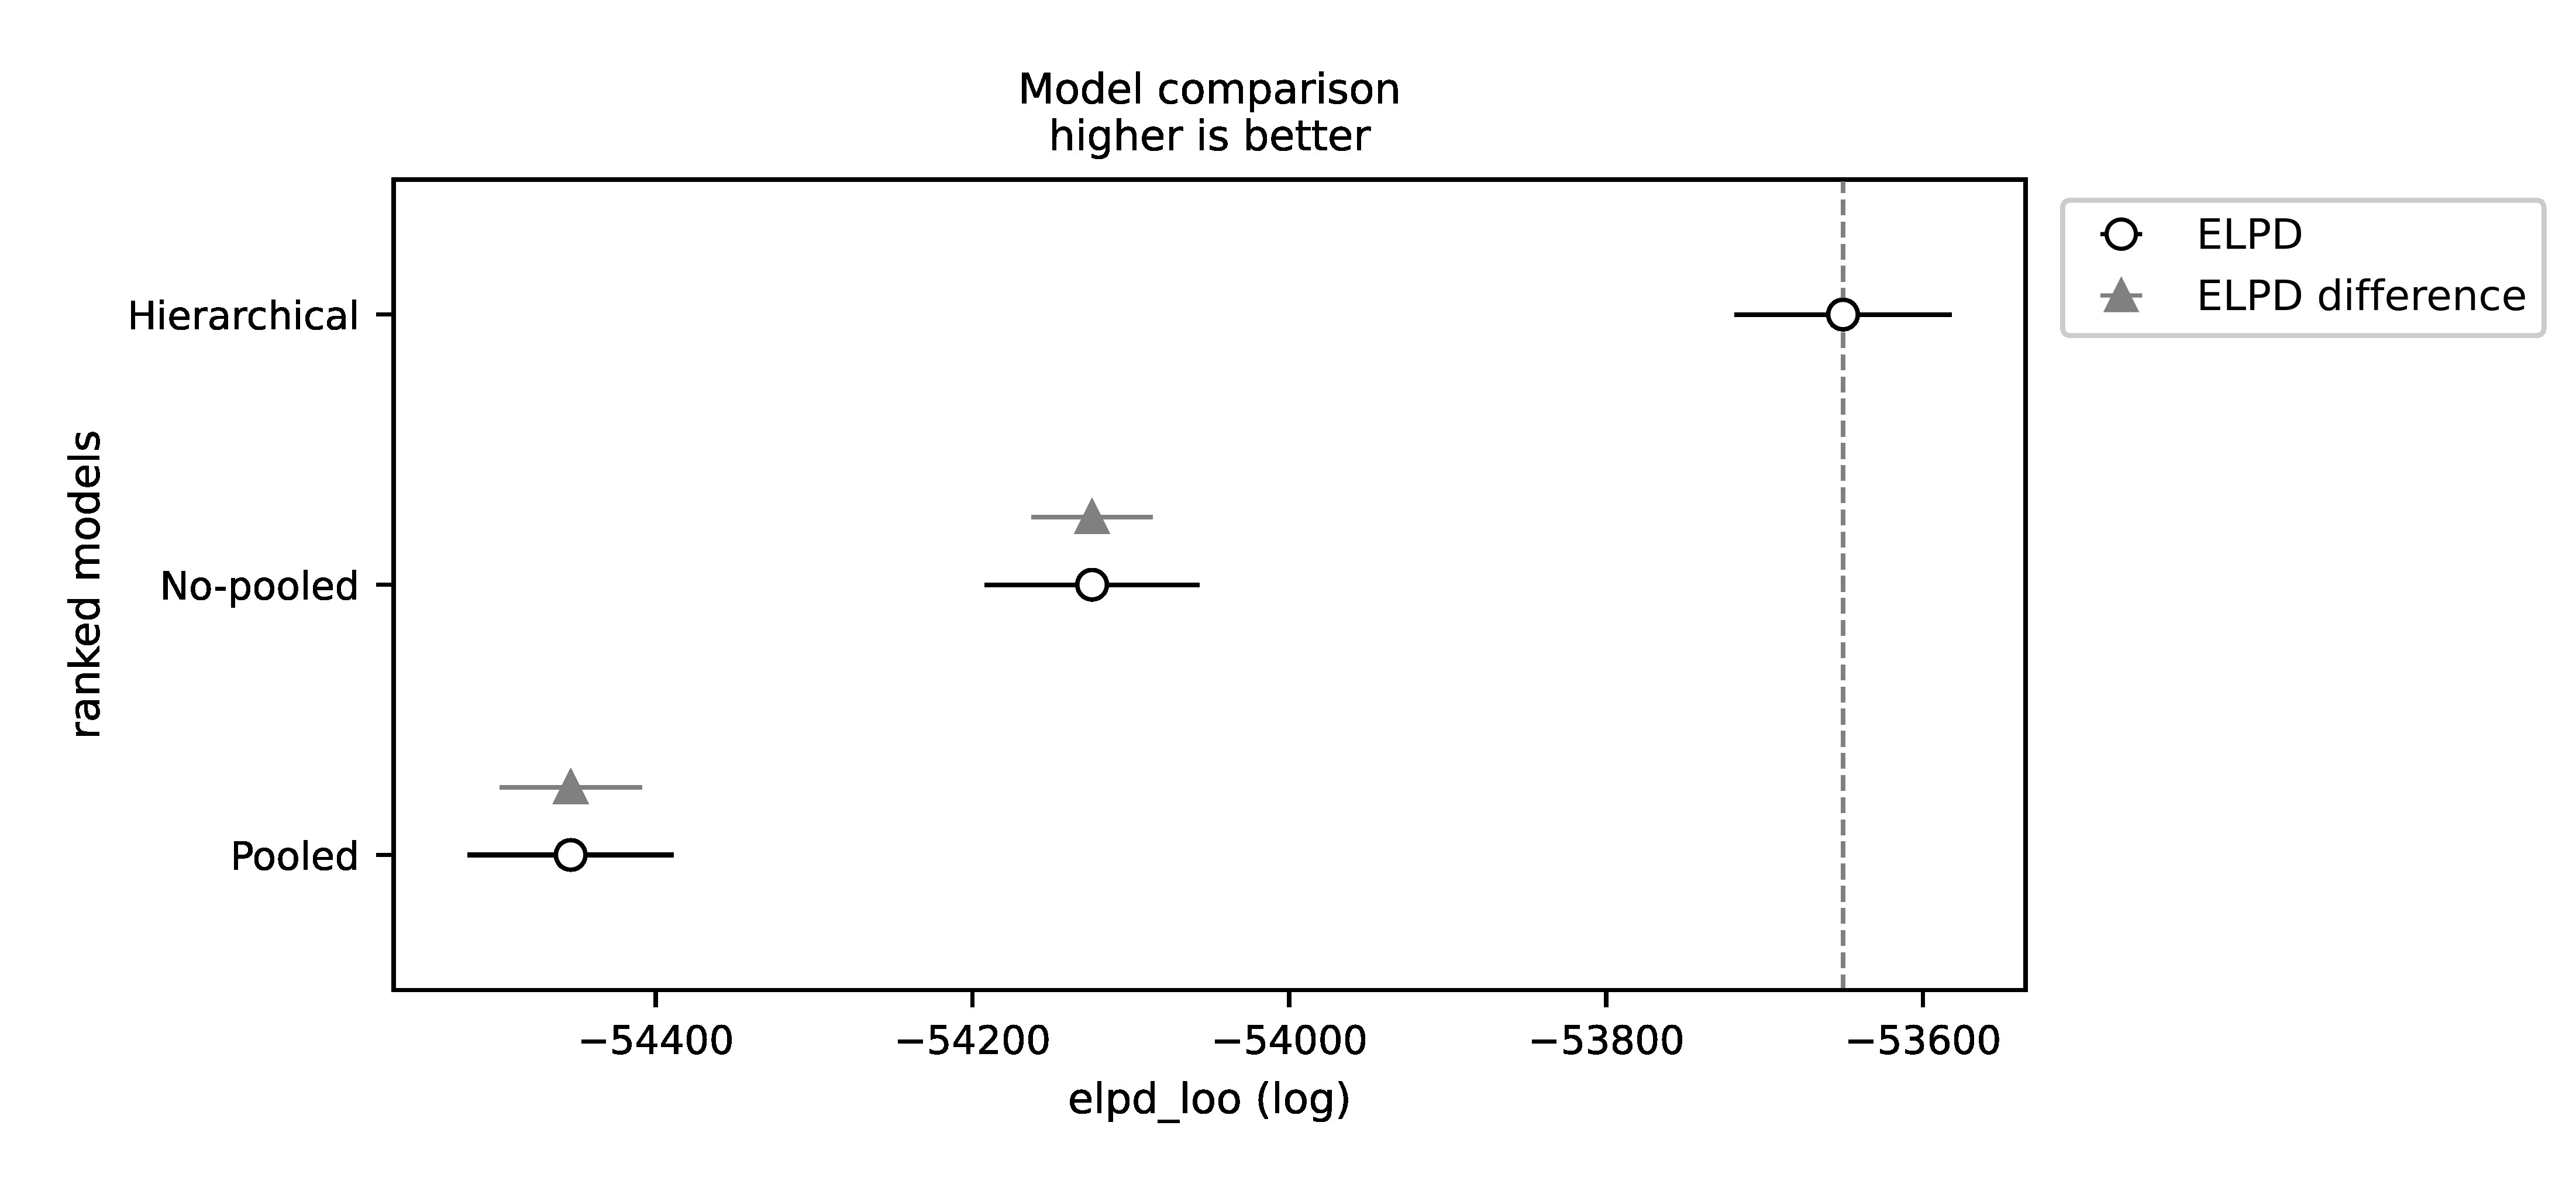 Model comparison
higher is better
ELPD
ELPD difference
ranked models
Hierarchical
No-pooled
Pooled
−54400 −54200 −54000 −53800 −53600
elpd_loo (log)